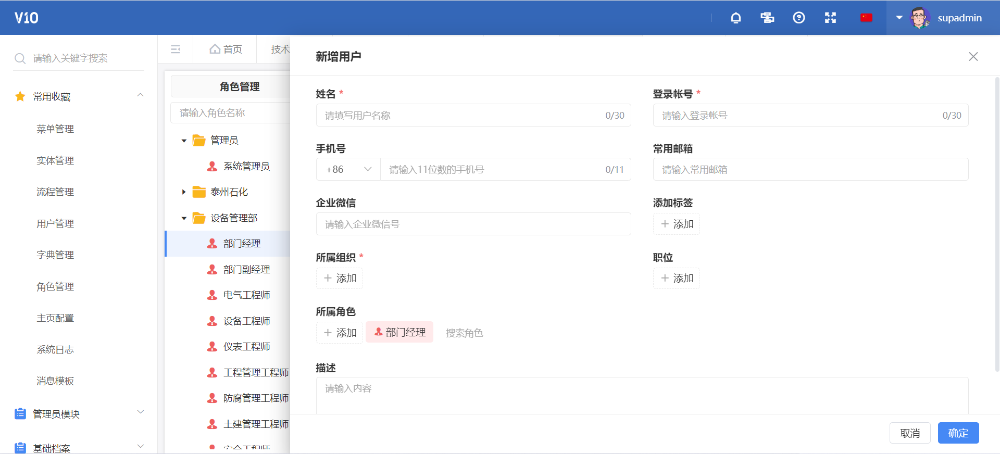 V10
supadmin
请输入关键字搜索
常用收藏
菜单管理
实体管理
流程管理
用户管理
字典管理
角色管理
主页配置
系统日志
消息模板
管理员模块
基础档案
首页
技术
角色管理
请输入角色名称
管理员
系统管理员
泰州石化
设备管理部
部门经理
部门副经理
电气工程师
设备工程师
仪表工程师
工程管理工程师
防腐管理工程师
土建管理工程师
安全工程师
新增用户
姓名 *
请填写用户名称 0/30
登录帐号 *
请输入登录帐号 0/30
手机号
+86 请输入11位数的手机号 0/11
常用邮箱
请输入常用邮箱
企业微信
请输入企业微信号
添加标签
添加
所属组织 *
添加
职位
添加
所属角色
添加 部门经理 搜索角色
描述
请输入内容
取消 确定